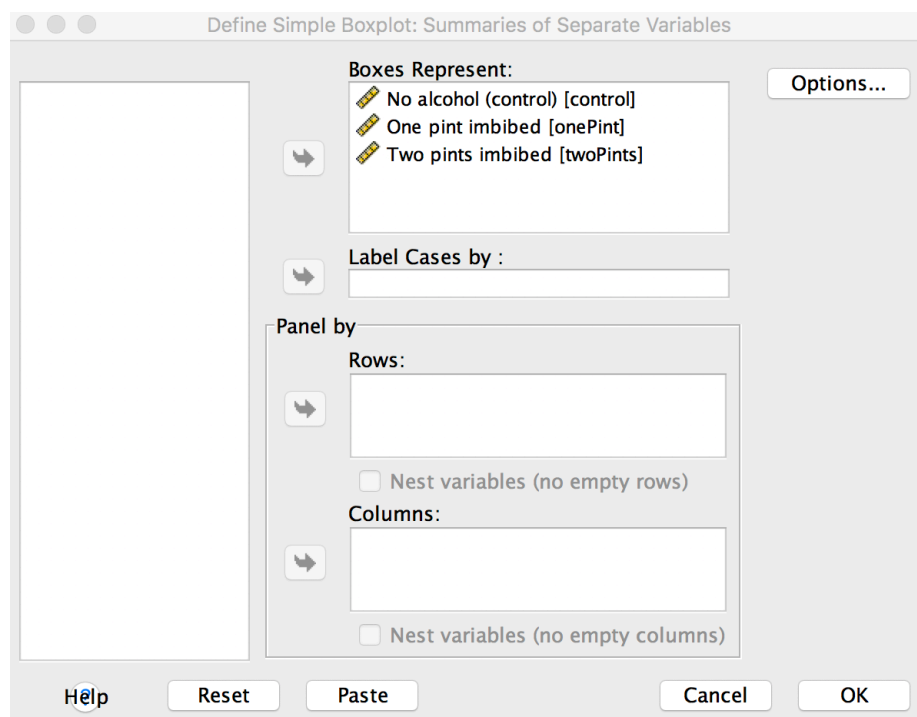 Define Simple Boxplot: Summaries of Separate Variables
Boxes Represent:
Options...
No alcohol (control) [control]
One pint imbibed [onePint]
Two pints imbibed [twoPints]
Label Cases by :
Panel by
Rows:
Nest variables (no empty rows)
Columns:
Nest variables (no empty columns)
Help
Reset
Paste
Cancel
OK